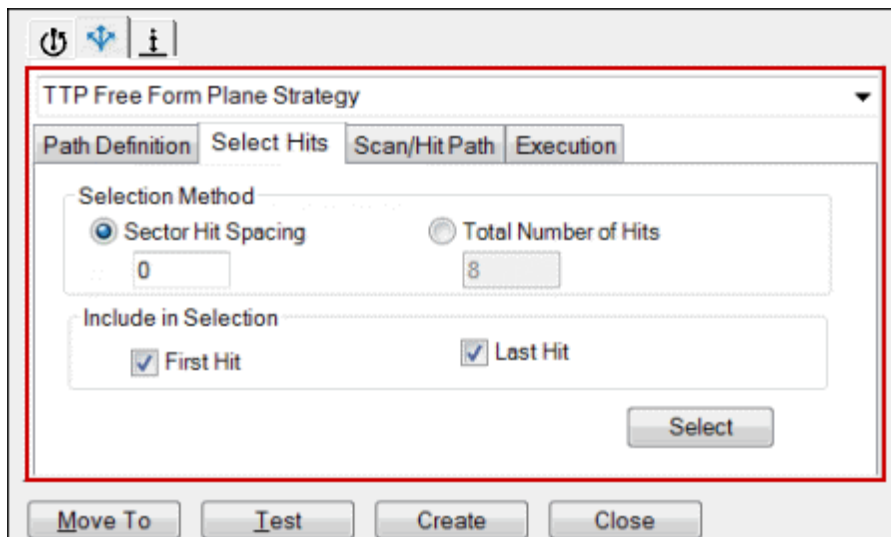 TTP Free Form Plane Strategy
Path Definition Select Hits Scan/Hit Path Execution
Selection Method
Sector Hit Spacing Total Number of Hits
0 8
Include in Selection
First Hit Last Hit
Select
Move To Test Create Close